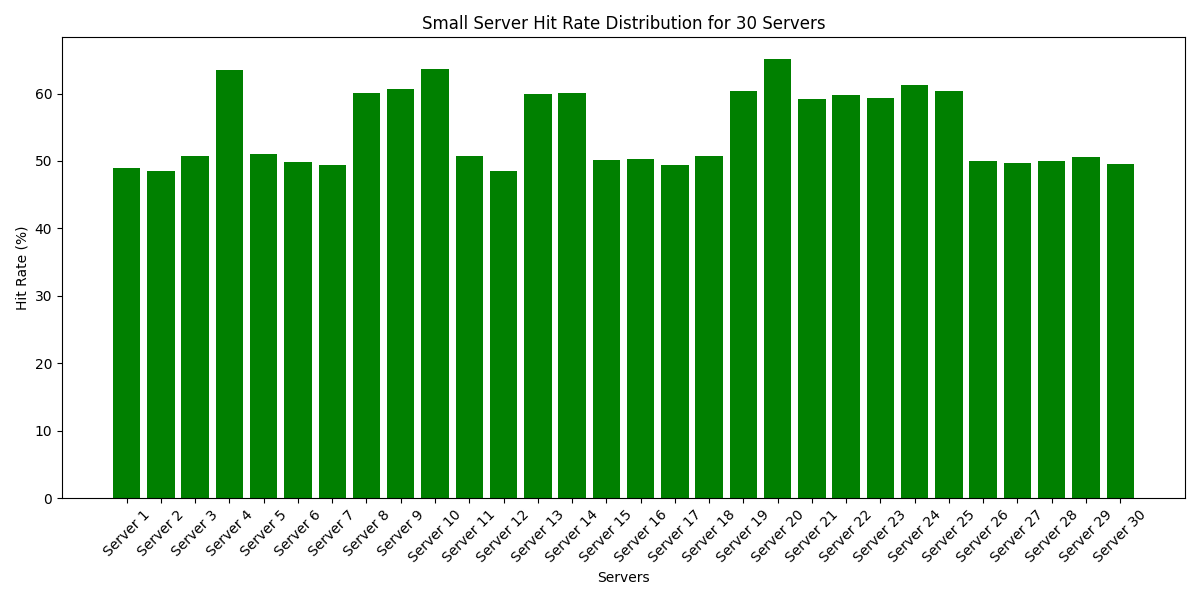 Small Server Hit Rate Distribution for 30 Servers
Hit Rate (%)
60
50
40
30
20
10
0
Server 1
Server 2
Server 3
Server 4
Server 5
Server 6
Server 7
Server 8
Server 9
Server 10
Server 11
Server 12
Server 13
Server 14
Server 15
Server 16
Server 17
Server 18
Server 19
Server 20
Server 21
Server 22
Server 23
Server 24
Server 25
Server 26
Server 27
Server 28
Server 29
Server 30
Servers